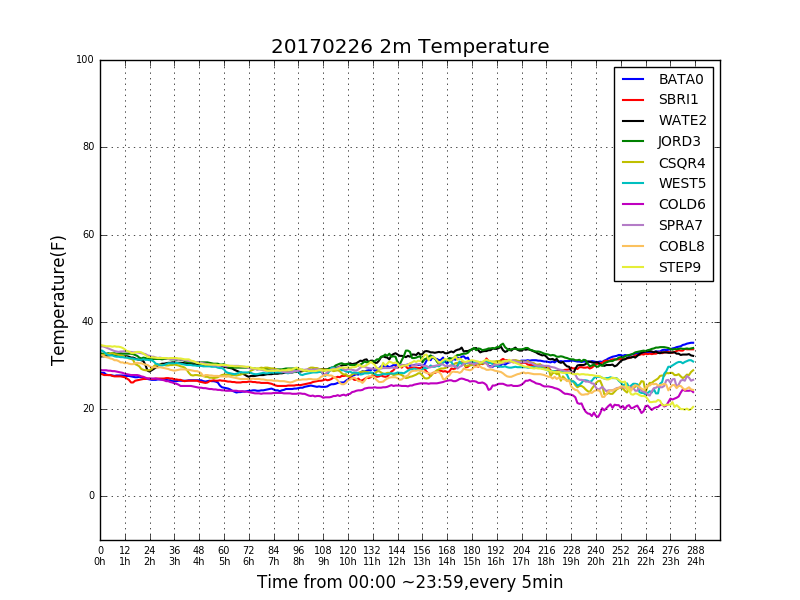 20170226 2m Temperature
100
80
60
40
20
0
Temperature(F)
BATA0
SBRI1
WATE2
JORD3
CSQR4
WEST5
COLD6
SPRA7
COBL8
STEP9
0 12 24 36 48 60 72 84 96 108 120 132 144 156 168 180 192 204 216 228 240 252 264 276 288
0h 1h 2h 3h 4h 5h 6h 7h 8h 9h 10h 11h 12h 13h 14h 15h 16h 17h 18h 19h 20h 21h 22h 23h 24h
Time from 00:00 ~23:59,every 5min